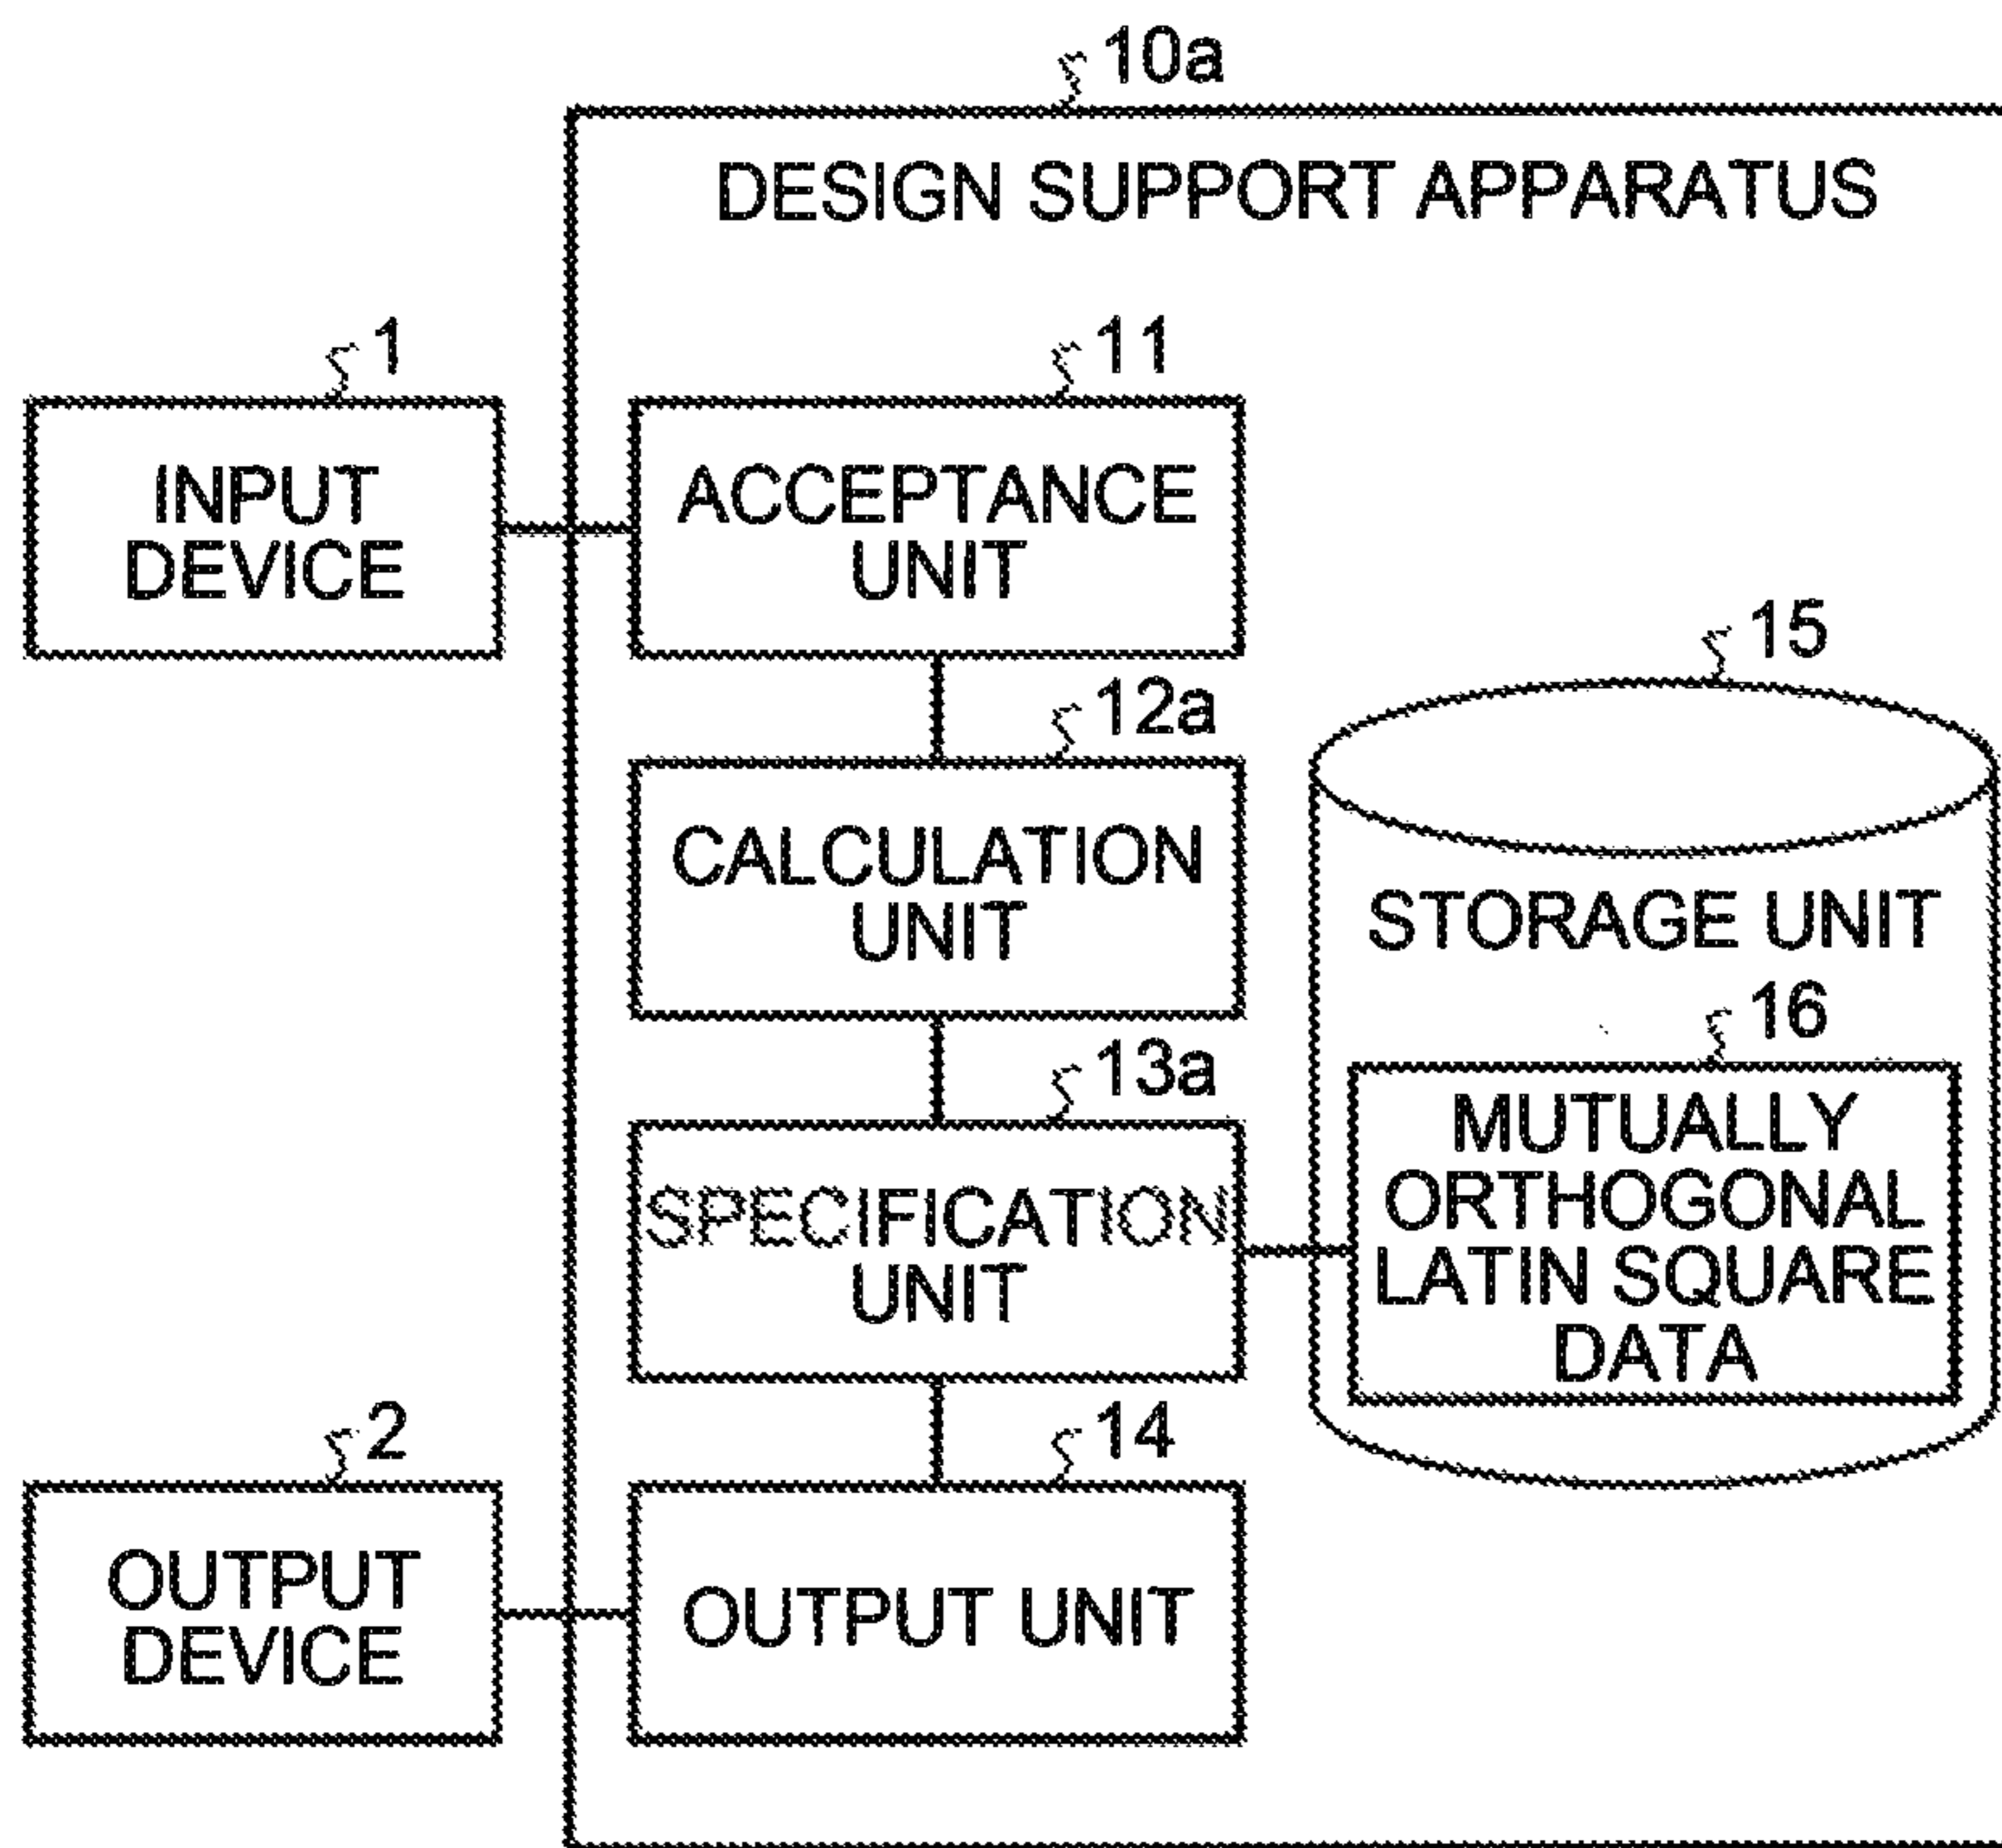 10a
DESIGN SUPPORT APPARATUS
1
INPUT
DEVICE
11
ACCEPTANCE
UNIT
12a
CALCULATION
UNIT
15
STORAGE UNIT
13a
SPECIFICATION
UNIT
16
MUTUALLY
ORTHOGONAL
LATIN SQUARE
DATA
2
OUTPUT
DEVICE
14
OUTPUT UNIT